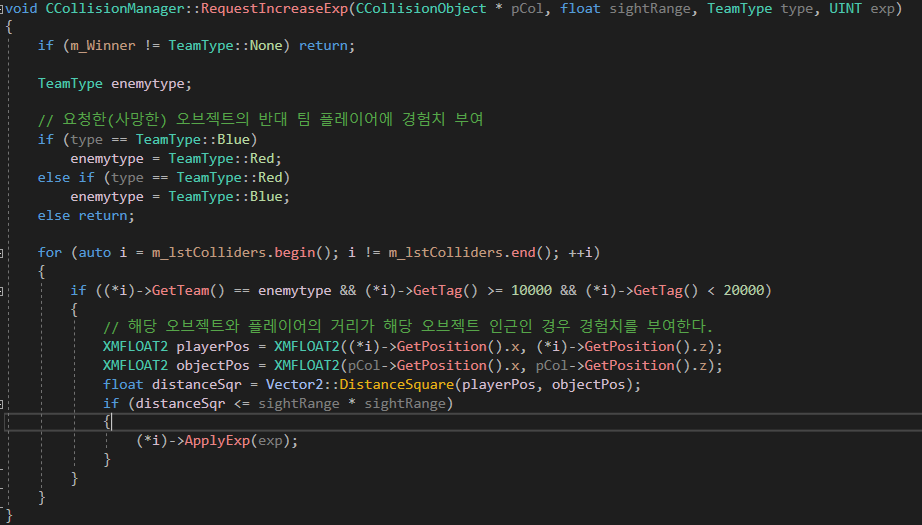 void CCollisionManager::RequestIncreaseExp(CCollisionObject * pCol, float sightRange, TeamType type, UINT exp)
{
if (m_Winner != TeamType::None) return;
TeamType enemytype;
// 요청한(사망한) 오브젝트의 반대 팀 플레이어에 경험치 부여
if (type == TeamType::Blue)
enemytype = TeamType::Red;
else if (type == TeamType::Red)
enemytype = TeamType::Blue;
else return;
for (auto i = m_lstColliders.begin(); i != m_lstColliders.end(); ++i)
{
if ((*i)->GetTeam() == enemytype && (*i)->GetTag() >= 10000 && (*i)->GetTag() < 20000)
{
// 해당 오브젝트와 플레이어의 거리가 해당 오브젝트 인근인 경우 경험치를 부여한다.
XMFLOAT2 playerPos = XMFLOAT2((*i)->GetPosition().x, (*i)->GetPosition().z);
XMFLOAT2 objectPos = XMFLOAT2(pCol->GetPosition().x, pCol->GetPosition().z);
float distanceSqr = Vector2::DistanceSquare(playerPos, objectPos);
if (distanceSqr <= sightRange * sightRange)
{
(*i)->ApplyExp(exp);
}
}
}
}